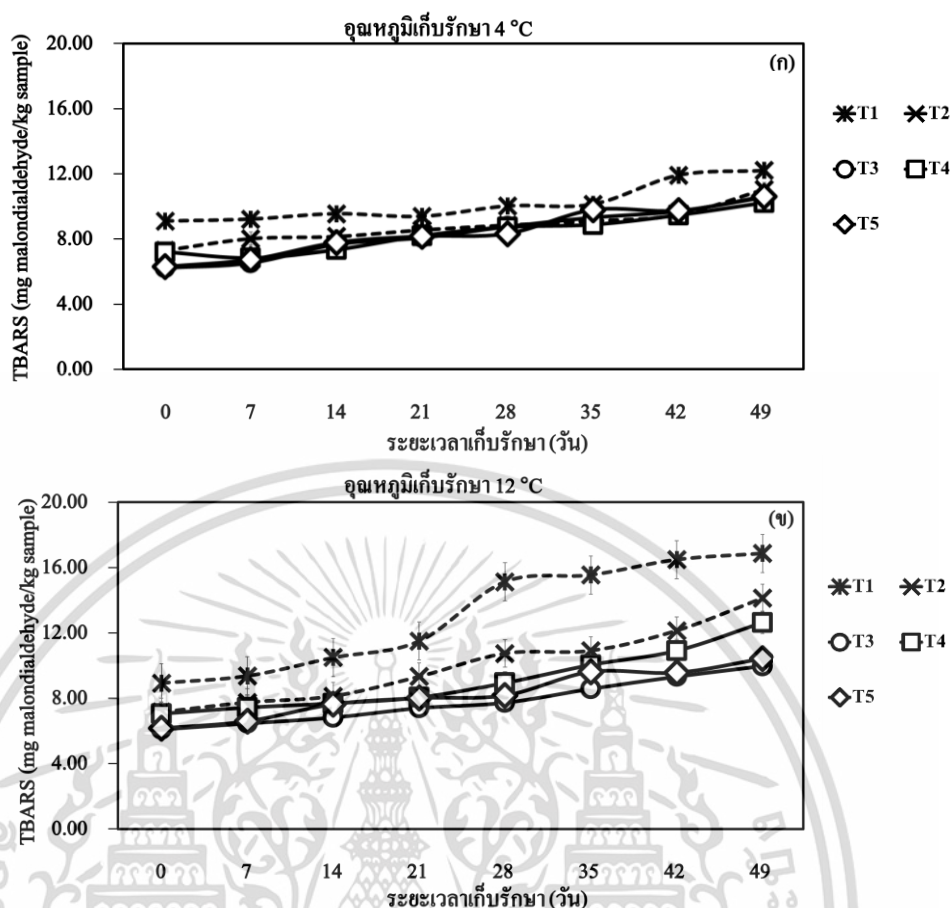 อุณหภูมิเก็บรักษา 4 °C
(ก)
TBARS (mg malondialdehyde/kg sample)
20.00
16.00
12.00
8.00
4.00
0.00
0 7 14 21 28 35 42 49
ระยะเวลาเก็บรักษา (วัน)
T1 T2
T3 T4
T5
อุณหภูมิเก็บรักษา 12 °C
(ข)
TBARS (mg malondialdehyde/kg sample)
20.00
16.00
12.00
8.00
4.00
0.00
0 7 14 21 28 35 42 49
ระยะเวลาเก็บรักษา (วัน)
T1 T2
T3 T4
T5